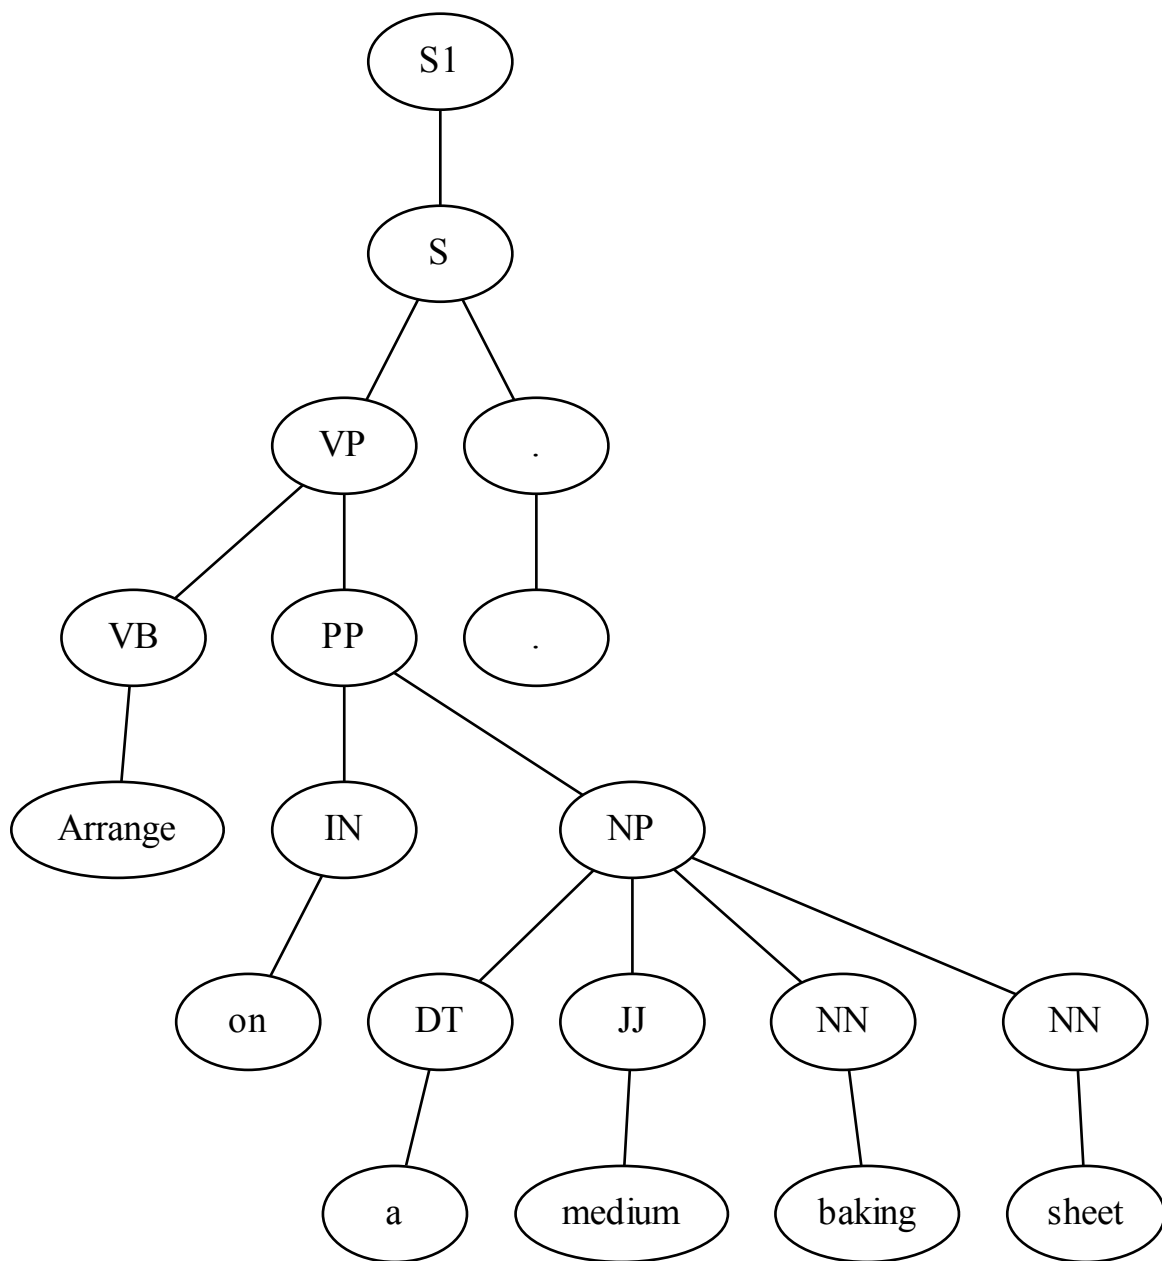 S1
S
VP .
VB PP .
Arrange IN NP
on DT JJ NN NN
a medium baking sheet